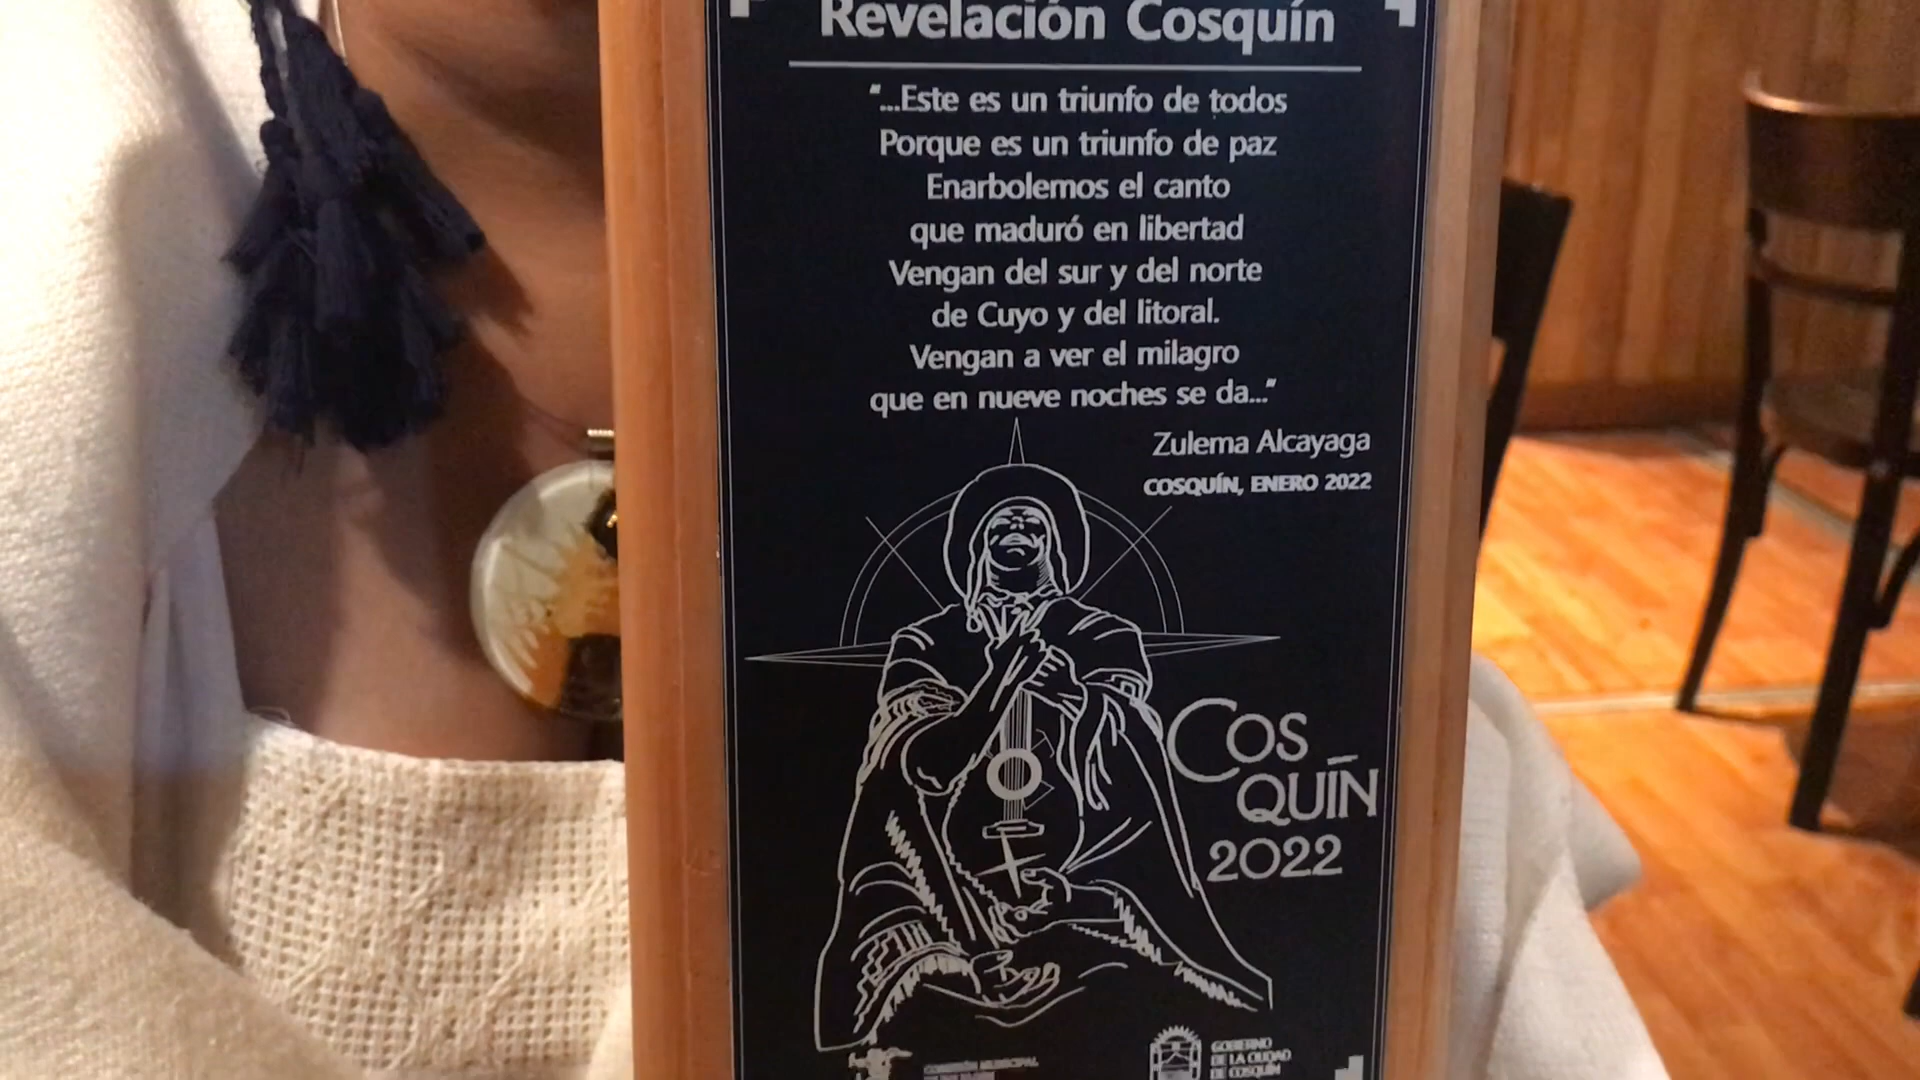 Revelación Cosquín
"...Este es un triunfo de todos
Porque es un triunfo de paz
Enarbolemos el canto
que maduró en libertad
Vengan del sur y del norte
de Cuyo y del litoral.
Vengan a ver el milagro
que en nueve noches se da..."
Zulema Alcayaga
COSQUÍN, ENERO 2022
COS
QUÍN
2022
COMISIÓN MUNICIPAL
GOBIERNO
DE LA CIUDAD
DE COSQUÍN